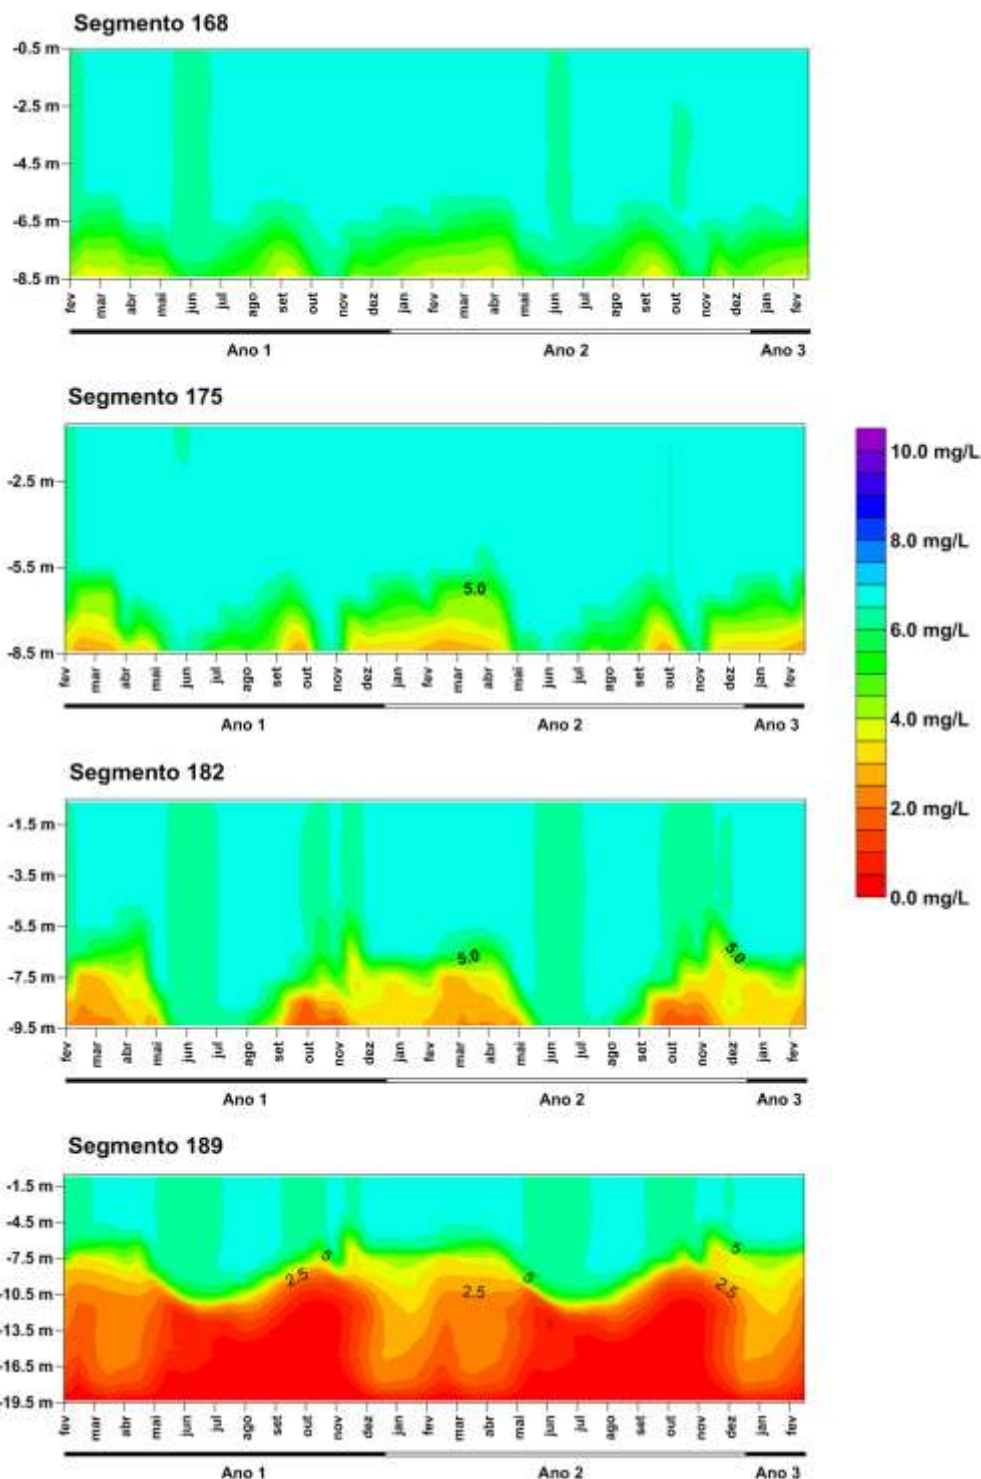 Segmento 168
-0.5 m
-2.5 m
-4.5 m
-6.5 m
-8.5 m
fev mar abr mai jun jul ago set out nov dez jan fev mar abr mai jun jul ago set out nov dez jan fev
Ano 1 Ano 2 Ano 3
Segmento 175
-2.5 m
-5.5 m
-8.5 m
5.0
fev mar abr mai jun jul ago set out nov dez jan fev mar abr mai jun jul ago set out nov dez jan fev
Ano 1 Ano 2 Ano 3
10.0 mg/L
8.0 mg/L
6.0 mg/L
4.0 mg/L
2.0 mg/L
0.0 mg/L
Segmento 182
-1.5 m
-3.5 m
-5.5 m
-7.5 m
-9.5 m
5.0 5.0
fev mar abr mai jun jul ago set out nov dez jan fev mar abr mai jun jul ago set out nov dez jan fev
Ano 1 Ano 2 Ano 3
Segmento 189
-1.5 m
-4.5 m
-7.5 m
-10.5 m
-13.5 m
-16.5 m
-19.5 m
5 2.5 2.5 5 5 2.5
fev mar abr mai jun jul ago set out nov dez jan fev mar abr mai jun jul ago set out nov dez jan fev
Ano 1 Ano 2 Ano 3